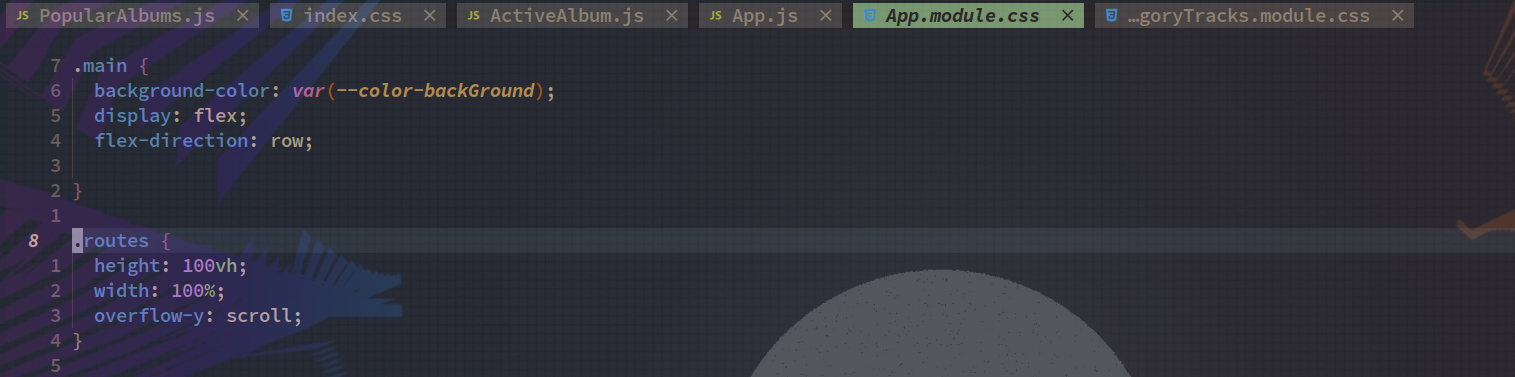 JS PopularAlbums.js × index.css × JS ActiveAlbum.js × JS App.js × App.module.css × …goryTracks.module.css ×
7 .main {
6 background-color: var(--color-backGround);
5 display: flex;
4 flex-direction: row;
3
2 }
1
8 .routes {
1 height: 100vh;
2 width: 100%;
3 overflow-y: scroll;
4 }
5